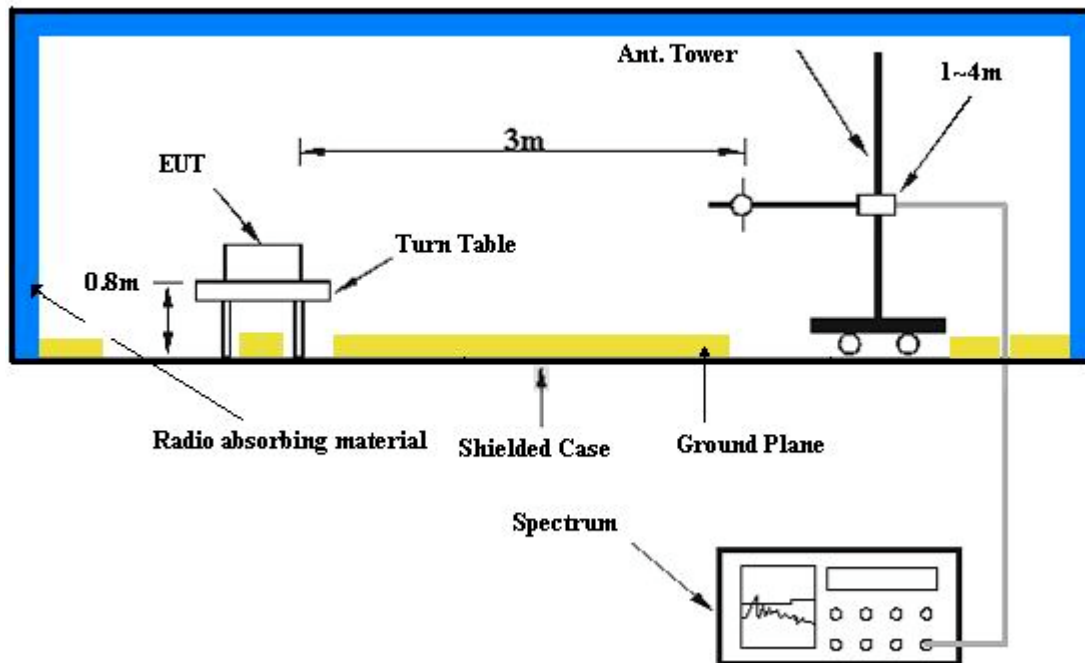 Ant. Tower
1~4m
3m
EUT
Turn Table
0.8m
Radio absorbing material
Shielded Case
Ground Plane
Spectrum